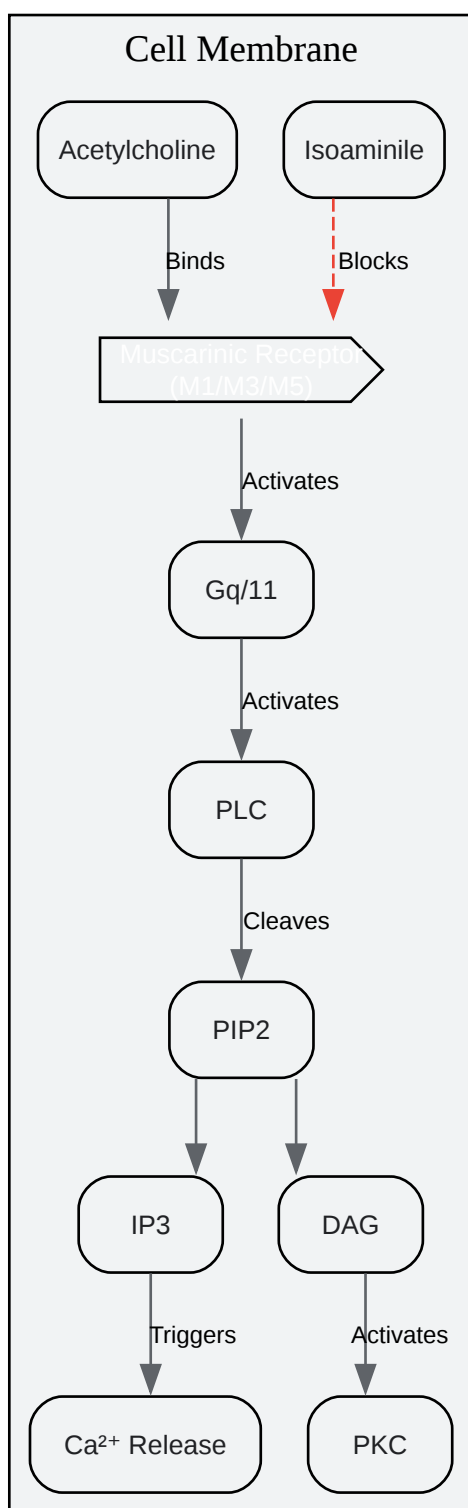 Cell Membrane
Acetylcholine
Isoaminile
Binds
Blocks
Muscarinic Receptor
(M1/M3/M5)
Activates
Gq/11
Activates
PLC
Cleaves
PIP2
IP3
DAG
Triggers
Activates
Ca²⁺ Release
PKC